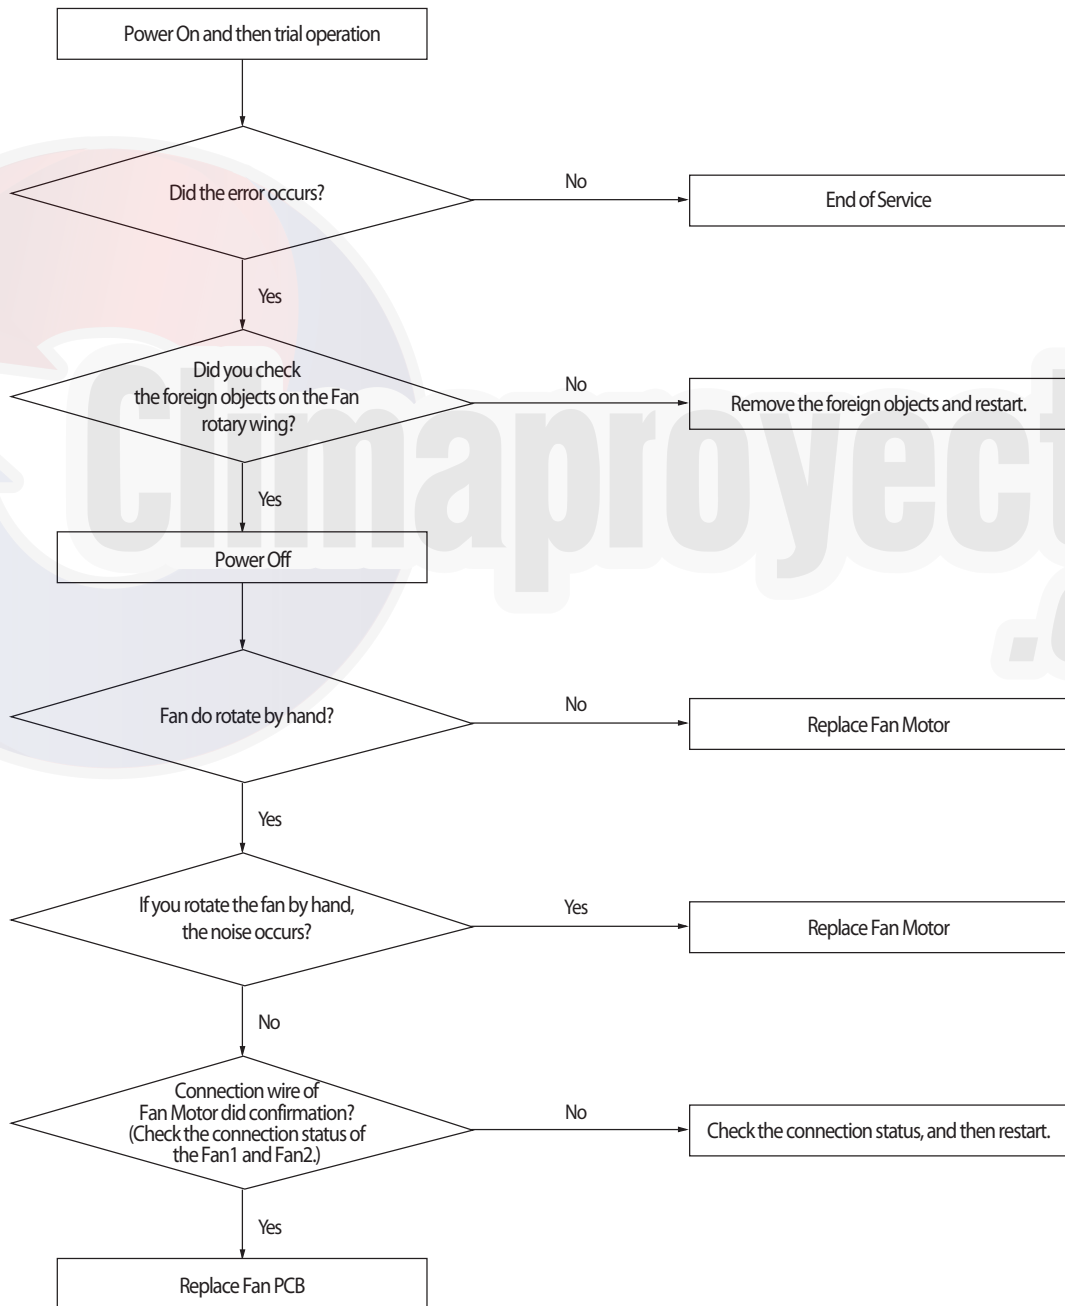 Power On and then trial operation
Did the error occurs?
No
End of Service
Yes
Did you check
the foreign objects on the Fan
rotary wing?
No
Remove the foreign objects and restart.
Yes
Power Off
Fan do rotate by hand?
No
Replace Fan Motor
Yes
If you rotate the fan by hand,
the noise occurs?
Yes
Replace Fan Motor
No
Connection wire of
Fan Motor did confirmation?
(Check the connection status of
the Fan1 and Fan2.)
No
Check the connection status, and then restart.
Yes
Replace Fan PCB
Climaproyect